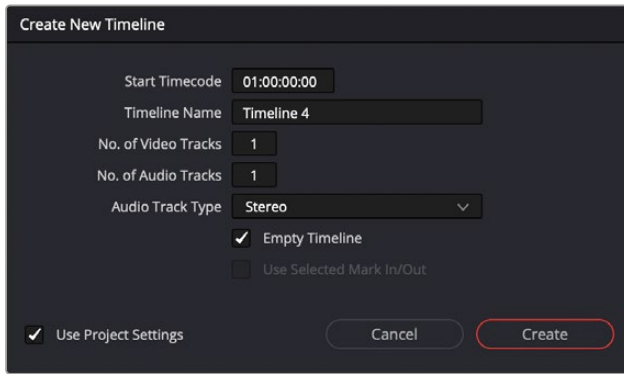 Create New Timeline
Start Timecode 01:00:00:00
Timeline Name Timeline 4
No. of Video Tracks 1
No. of Audio Tracks 1
Audio Track Type Stereo
Empty Timeline
Use Selected Mark In/Out
Use Project Settings Cancel Create